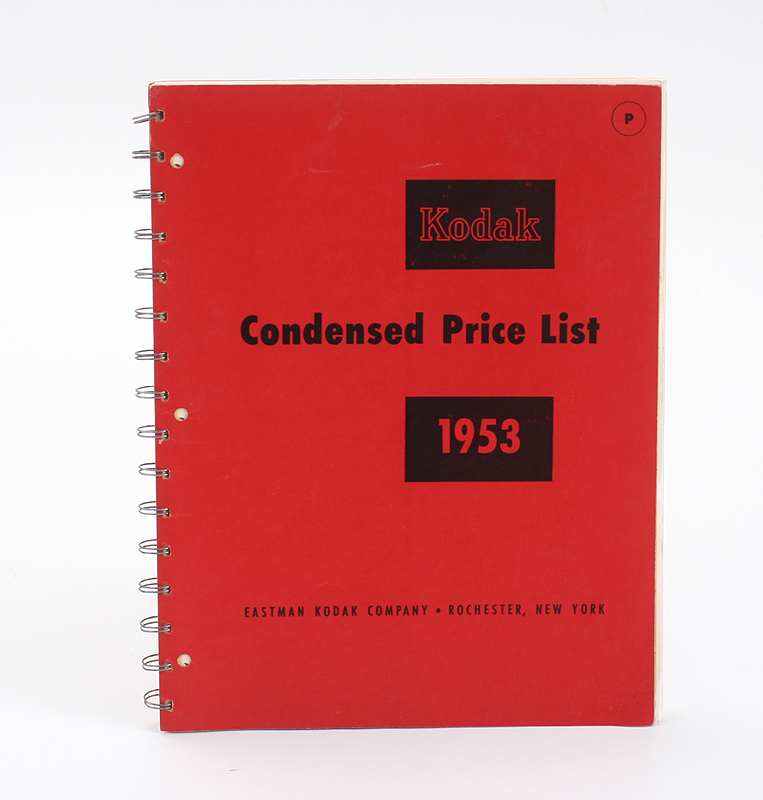 P
Kodak
Condensed Price List
1953
EASTMAN KODAK COMPANY • ROCHESTER, NEW YORK